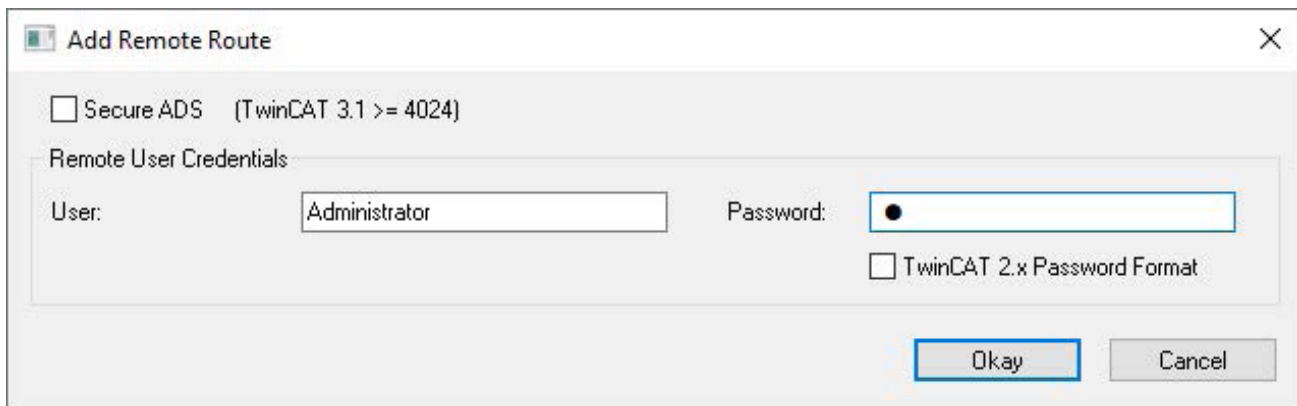 Add Remote Route
Secure ADS (TwinCAT 3.1 >= 4024)
Remote User Credentials
User: Administrator Password: ●
TwinCAT 2.x Password Format
Okay Cancel